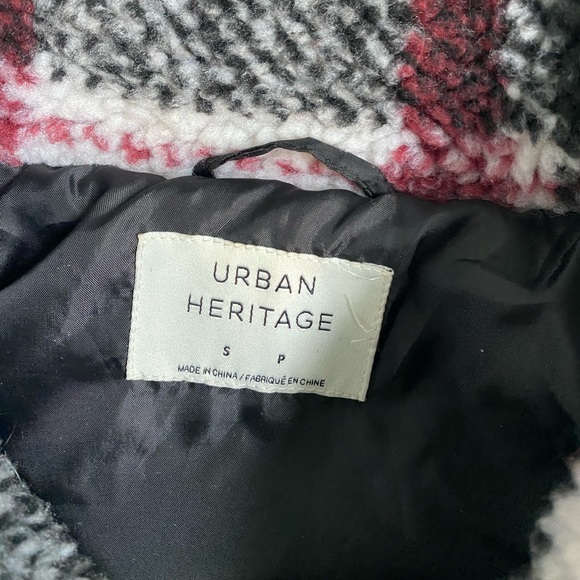 URBAN
HERITAGE
S P
MADE IN CHINA / FABRIQUÉ EN CHINE